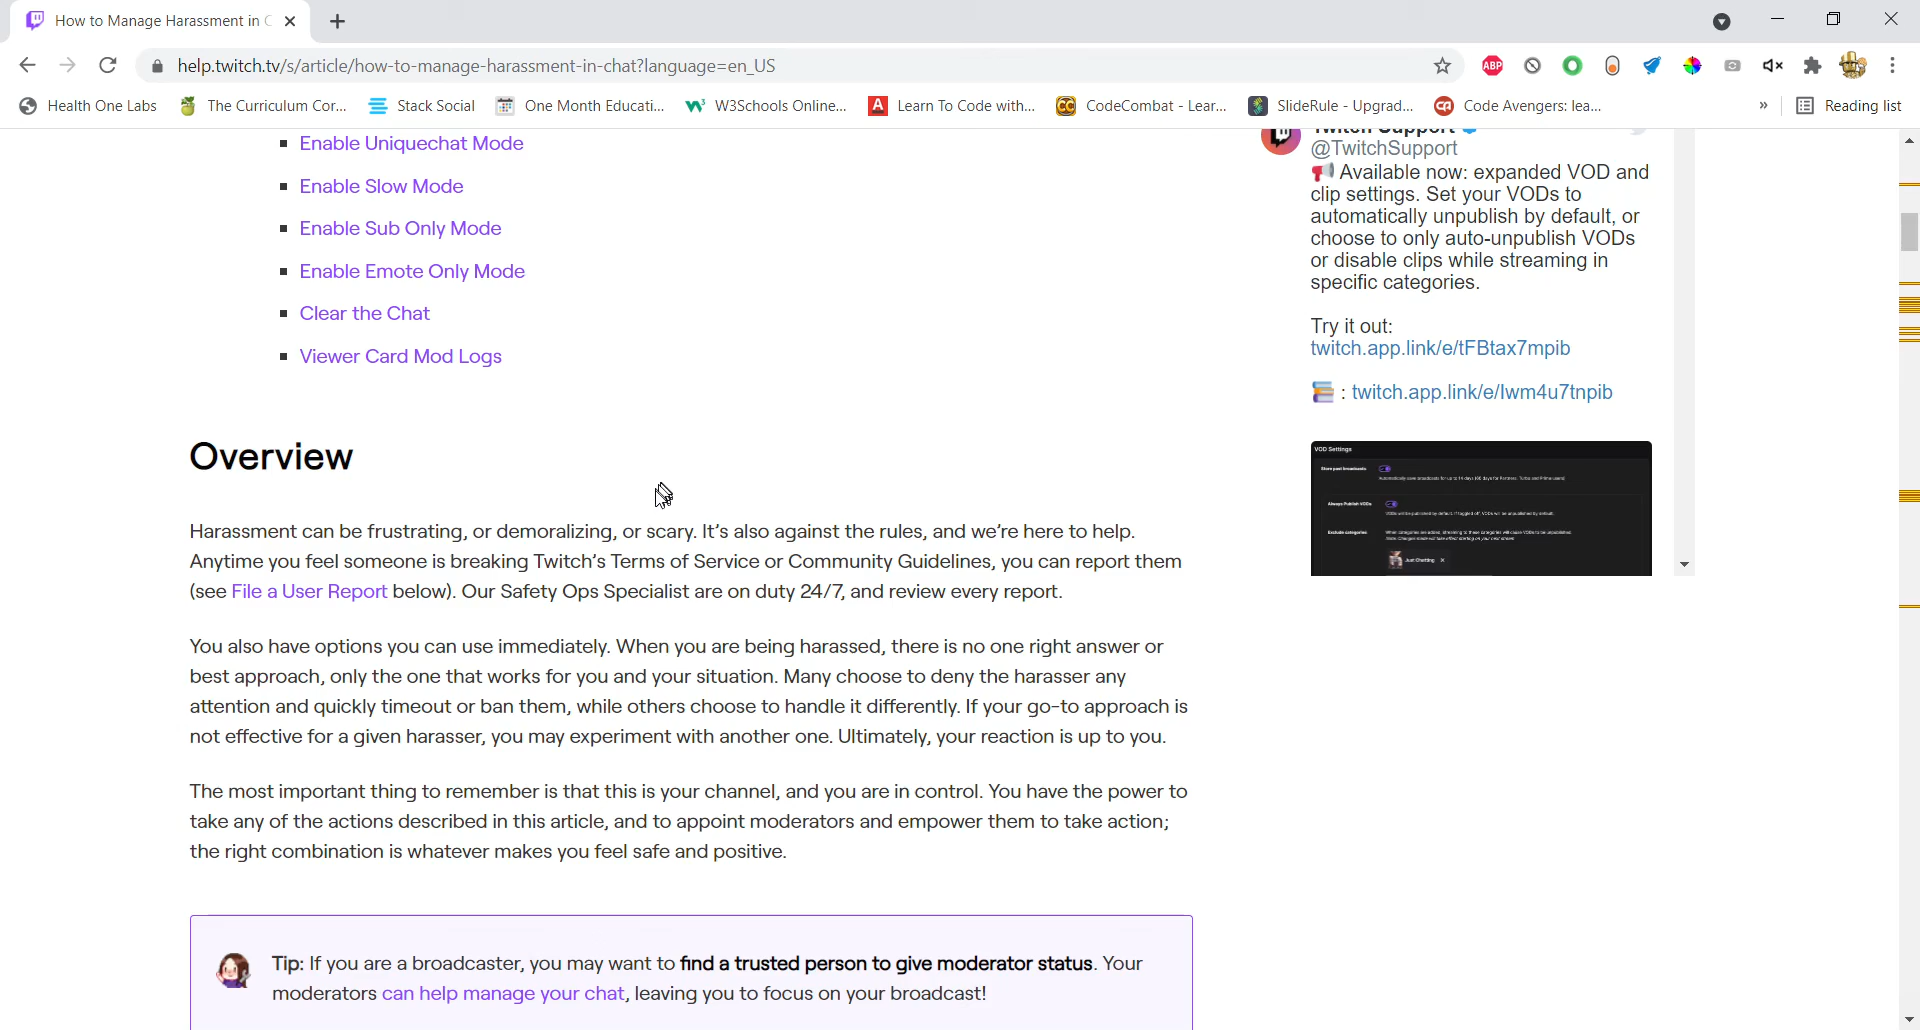 How to Manage Harassment in C
help.twitch.tv/s/article/how-to-manage-harassment-in-chat?language=en_US
ABP
Health One Labs
The Curriculum Cor...
Stack Social
One Month Educati...
W3Schools Online...
Learn To Code with...
CodeCombat - Lear...
SlideRule - Upgrad...
Code Avengers: lea...
»
Reading list
Enable Uniquechat Mode
Enable Slow Mode
Enable Sub Only Mode
Enable Emote Only Mode
Clear the Chat
Viewer Card Mod Logs
Overview
Harassment can be frustrating, or demoralizing, or scary. It's also against the rules, and we're here to help.
Anytime you feel someone is breaking Twitch's Terms of Service or Community Guidelines, you can report them
(see File a User Report below). Our Safety Ops Specialist are on duty 24/7, and review every report.
You also have options you can use immediately. When you are being harassed, there is no one right answer or
best approach, only the one that works for you and your situation. Many choose to deny the harasser any
attention and quickly timeout or ban them, while others choose to handle it differently. If your go-to approach is
not effective for a given harasser, you may experiment with another one. Ultimately, your reaction is up to you.
The most important thing to remember is that this is your channel, and you are in control. You have the power to
take any of the actions described in this article, and to appoint moderators and empower them to take action;
the right combination is whatever makes you feel safe and positive.
Tip: If you are a broadcaster, you may want to find a trusted person to give moderator status. Your
moderators can help manage your chat, leaving you to focus on your broadcast!
Twitch Support
@TwitchSupport
📢 Available now: expanded VOD and
clip settings. Set your VODs to
automatically unpublish by default, or
choose to only auto-unpublish VODs
or disable clips while streaming in
specific categories.
Try it out:
twitch.app.link/e/tFBtax7mpib
📚 : twitch.app.link/e/lwm4u7tnpib
VOD Settings
Store past broadcasts
Always Publish VODs
Exclude categories
Just Chatting